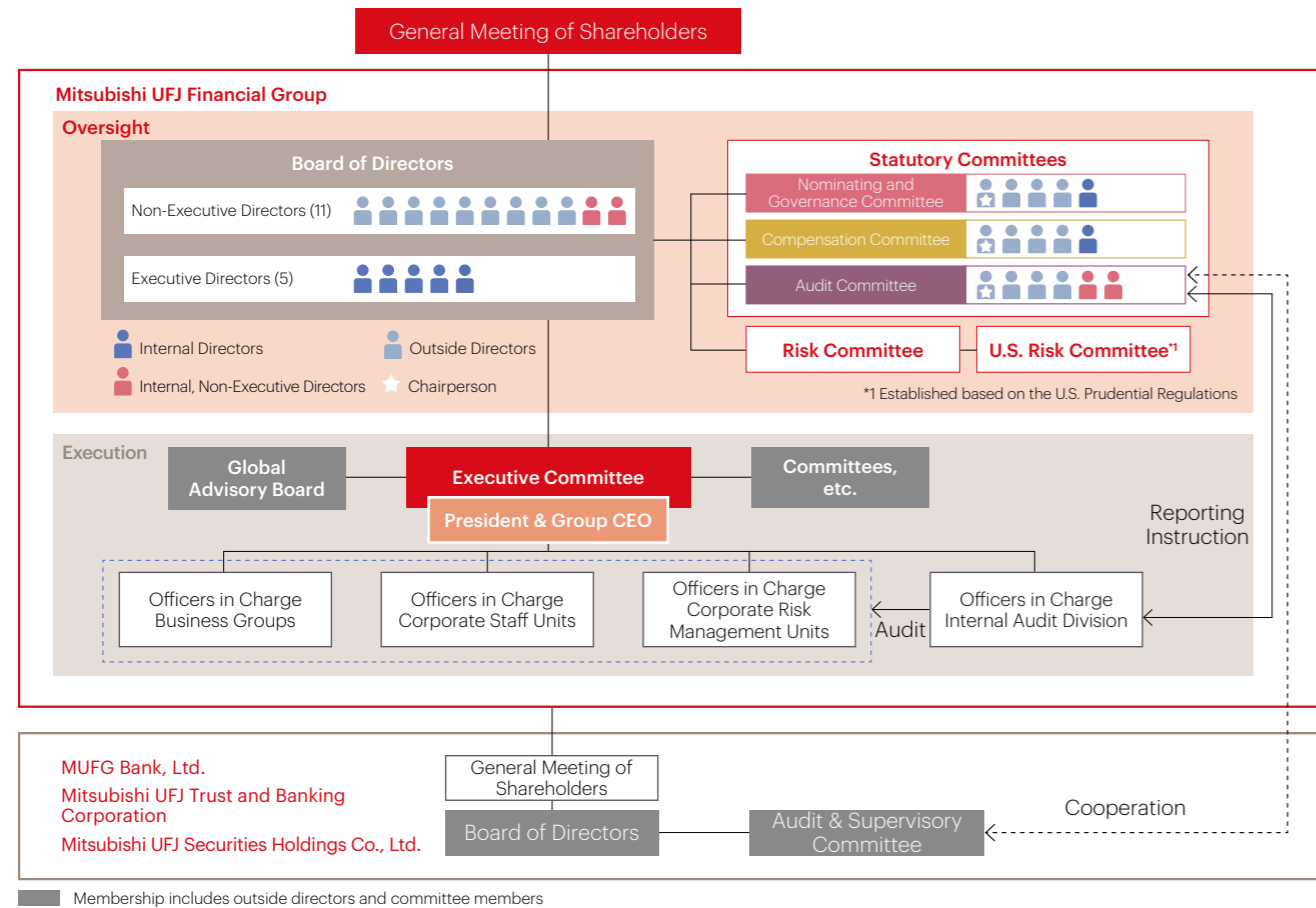 General Meeting of Shareholders
Mitsubishi UFJ Financial Group
Oversight
Board of Directors
Non-Executive Directors (11)
Executive Directors (5)
Internal Directors
Outside Directors
Internal, Non-Executive Directors
Chairperson
Statutory Committees
Nominating and
Governance Committee
Compensation Committee
Audit Committee
Risk Committee
U.S. Risk Committee*1
*1 Established based on the U.S. Prudential Regulations
Execution
Global
Advisory Board
Executive Committee
Committees,
etc.
President & Group CEO
Reporting
Instruction
Officers in Charge
Business Groups
Officers in Charge
Corporate Staff Units
Officers in Charge
Corporate Risk
Management Units
Audit
Officers in Charge
Internal Audit Division
MUFG Bank, Ltd.
Mitsubishi UFJ Trust and Banking
Corporation
Mitsubishi UFJ Securities Holdings Co., Ltd.
General Meeting of
Shareholders
Board of Directors
Audit & Supervisory
Committee
Cooperation
Membership includes outside directors and committee members